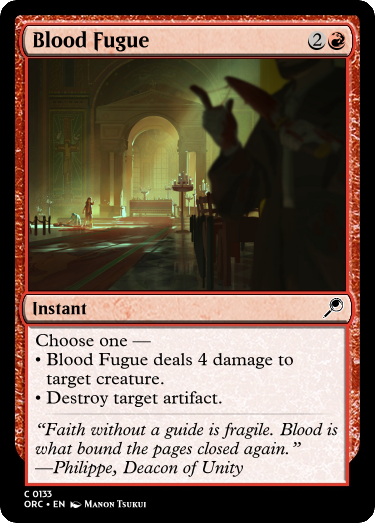 Blood Fugue 2
Instant
Choose one —
• Blood Fugue deals 4 damage to
target creature.
• Destroy target artifact.
“Faith without a guide is fragile. Blood is
what bound the pages closed again.”
—Philippe, Deacon of Unity
C 0133
ORC • EN Manon Tsukui